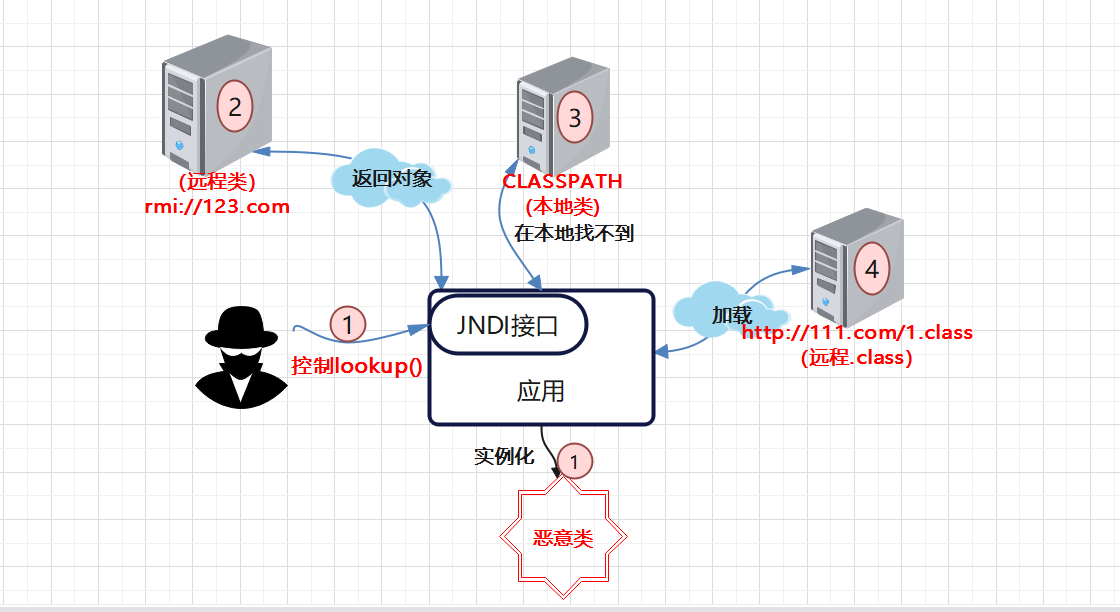 2
(远程类)
rmi://123.com
返回对象
3
CLASSPATH
(本地类)
在本地找不到
4
加载
http://111.com/1.class
(远程.class)
1
控制lookup()
JNDI接口
应用
实例化
1
恶意类